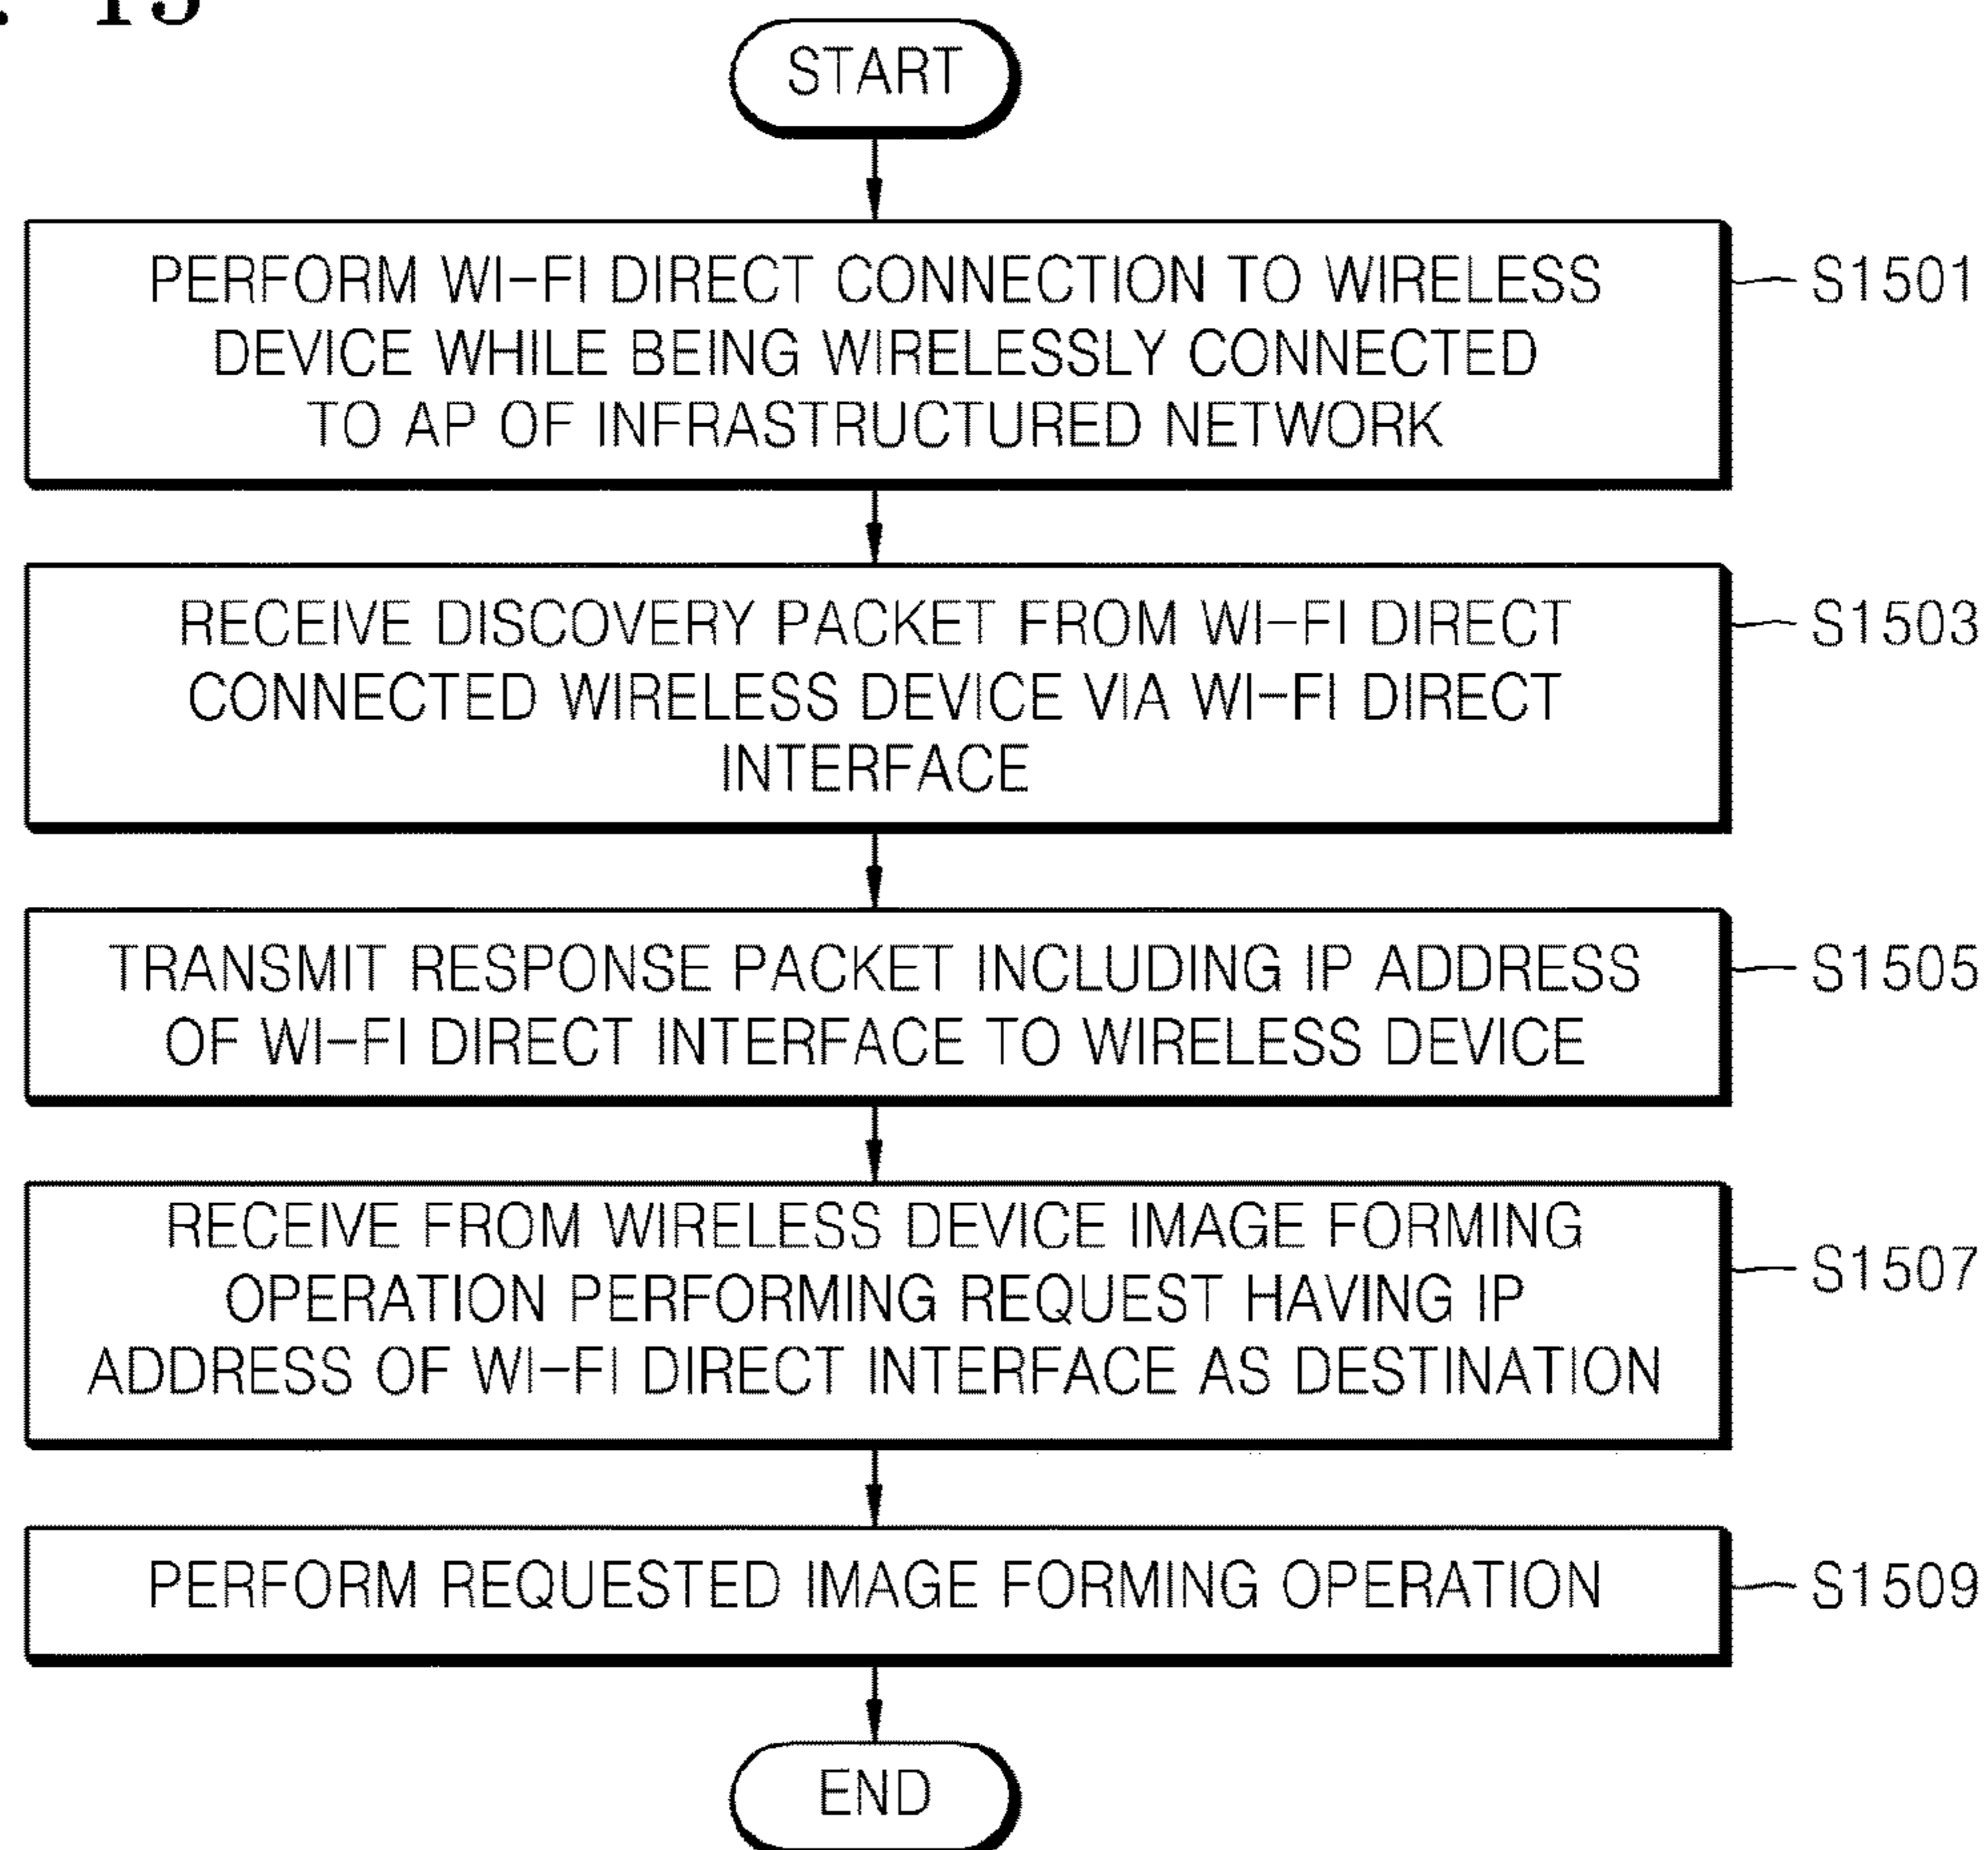 . 15
START
PERFORM WI-FI DIRECT CONNECTION TO WIRELESS
DEVICE WHILE BEING WIRELESSLY CONNECTED
TO AP OF INFRASTRUCTURED NETWORK
S1501
RECEIVE DISCOVERY PACKET FROM WI-FI DIRECT
CONNECTED WIRELESS DEVICE VIA WI-FI DIRECT
INTERFACE
S1503
TRANSMIT RESPONSE PACKET INCLUDING IP ADDRESS
OF WI-FI DIRECT INTERFACE TO WIRELESS DEVICE
S1505
RECEIVE FROM WIRELESS DEVICE IMAGE FORMING
OPERATION PERFORMING REQUEST HAVING IP
ADDRESS OF WI-FI DIRECT INTERFACE AS DESTINATION
S1507
PERFORM REQUESTED IMAGE FORMING OPERATION
S1509
END